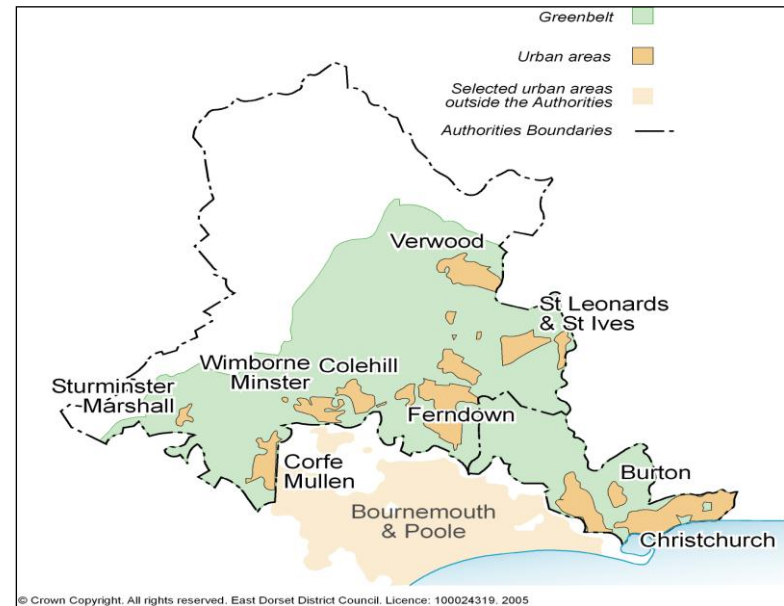 Greenbelt
Urban areas
Selected urban areas
outside the Authorities
Authorities Boundaries
Verwood
St Leonards
& St Ives
Wimborne
Minster
Colehill
Sturminster
-Marshall
Ferndown
Corfe
Mullen
Burton
Bournemouth
& Poole
Christchurch
© Crown Copyright. All rights reserved. East Dorset District Council. Licence: 100024319. 2005